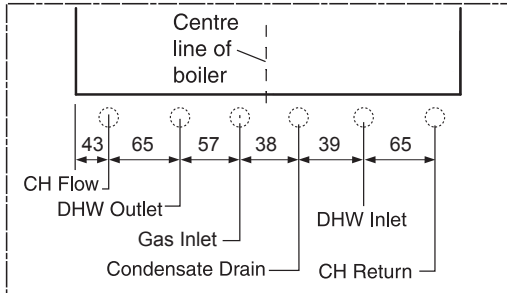 Centre
line of
boiler
43 65 57 38 39 65
CH Flow
DHW Outlet
DHW Inlet
Gas Inlet
Condensate Drain
CH Return